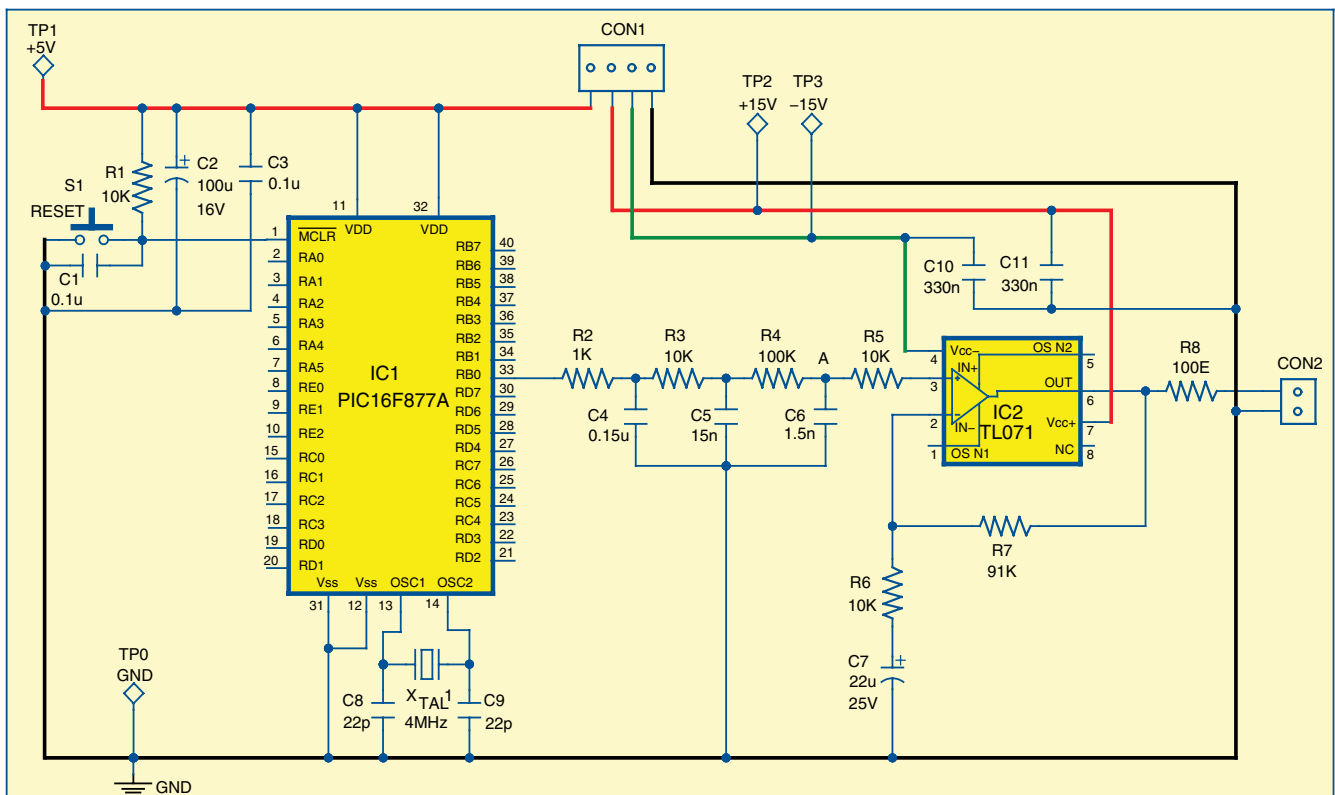 TP1
+5V
CON1
TP2
+15V
TP3
–15V
R1
10K
C2
100u
16V
C3
0.1u
S1
RESET
C1
0.1u
11
VDD
32
VDD
1
MCLR
2
RA0
3
RA1
4
RA2
5
RA3
6
RA4
7
RA5
8
RE0
9
RE1
10
RE2
15
RC0
16
RC1
17
RC2
18
RC3
19
RD0
20
RD1
IC1
PIC16F877A
RB7
40
RB6
39
RB5
38
RB4
37
RB3
36
RB2
35
RB1
34
RB0
33
RD7
30
RD6
29
RD5
28
RD4
27
RC7
26
RC6
25
RC5
24
RC4
23
RD3
22
RD2
21
Vss
Vss
OSC1
OSC2
31
12
13
14
R2
1K
R3
10K
R4
100K
A
R5
10K
C4
0.15u
C5
15n
C6
1.5n
C10
330n
C11
330n
4
Vcc–
OS N2
5
3
IN+
+
OUT
6
IC2
TL071
2
–
IN–
Vcc+
7
1
OS N1
NC
8
R8
100E
CON2
R7
91K
R6
10K
C7
+
22u
25V
+
TP0
GND
C8
22p
XTAL1
4MHz
C9
22p
GND